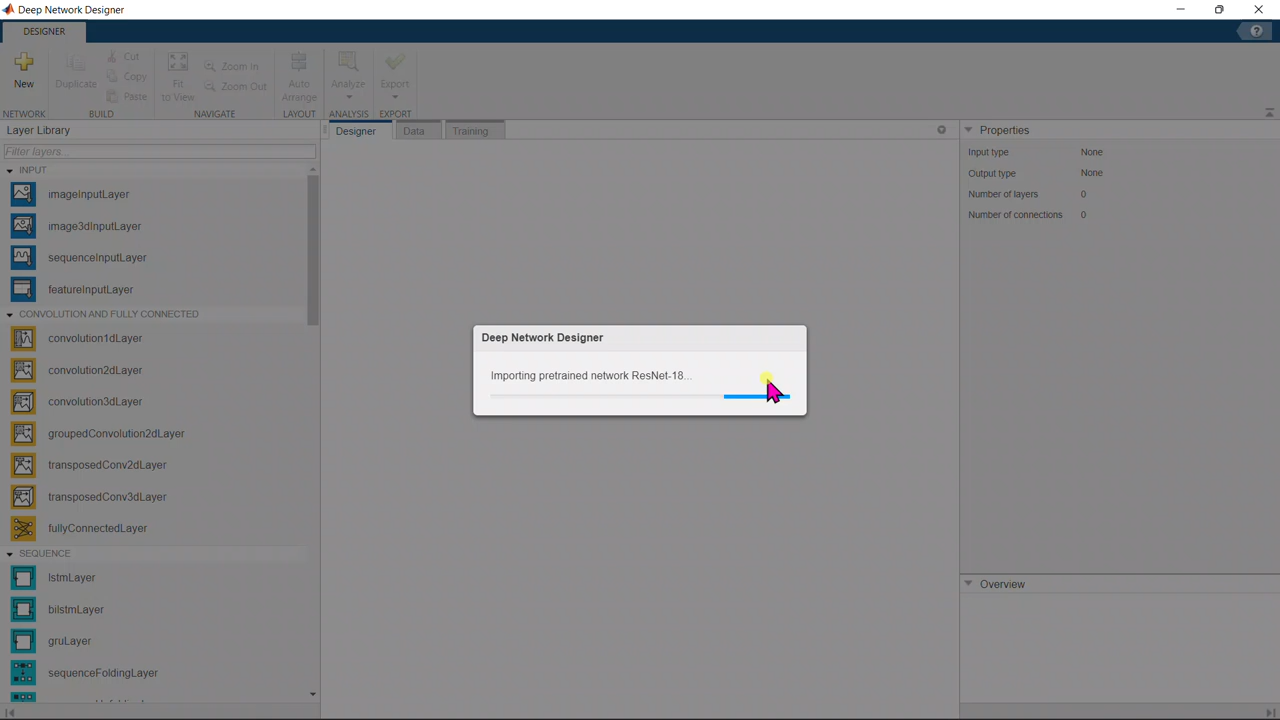 Deep Network Designer
DESIGNER
New
Duplicate
Cut
Copy
Paste
Fit
to View
Zoom In
Zoom Out
Auto
Arrange
Analyze
Export
NETWORK
BUILD
NAVIGATE
LAYOUT
ANALYSIS
EXPORT
Layer Library
Filter layers...
INPUT
imageInputLayer
image3dInputLayer
sequenceInputLayer
featureInputLayer
CONVOLUTION AND FULLY CONNECTED
convolution1dLayer
convolution2dLayer
convolution3dLayer
groupedConvolution2dLayer
transposedConv2dLayer
transposedConv3dLayer
fullyConnectedLayer
SEQUENCE
lstmLayer
bilstmLayer
gruLayer
sequenceFoldingLayer
Designer
Data
Training
Deep Network Designer
Importing pretrained network ResNet-18...
Properties
Input type None
Output type None
Number of layers 0
Number of connections 0
Overview